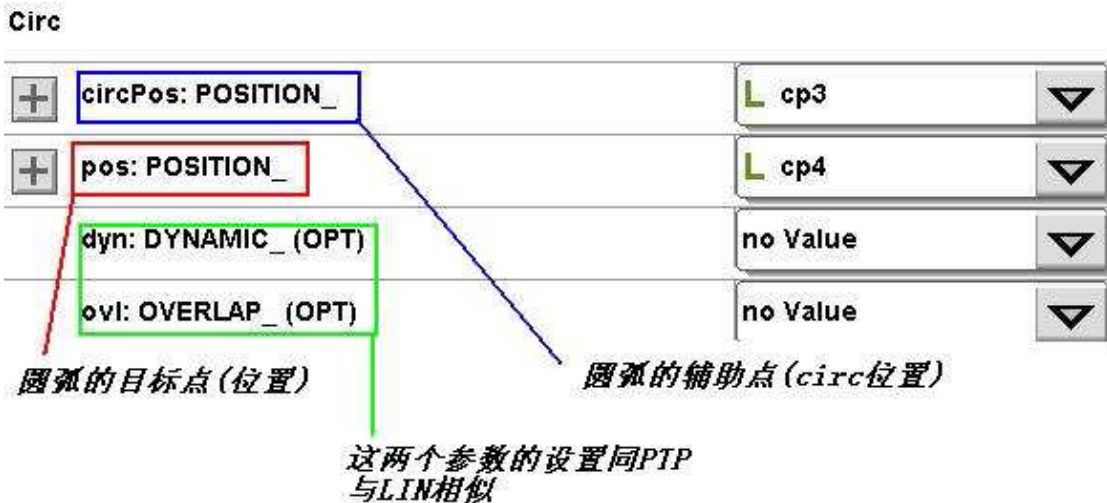 Circ
circPos: POSITION_
cp3
pos: POSITION_
cp4
dyn: DYNAMIC_ (OPT)
no Value
ovl: OVERLAP_ (OPT)
no Value
圆弧的目标点(位置)
圆弧的辅助点(circ位置)
这两个参数的设置同PTP
与LIN相似